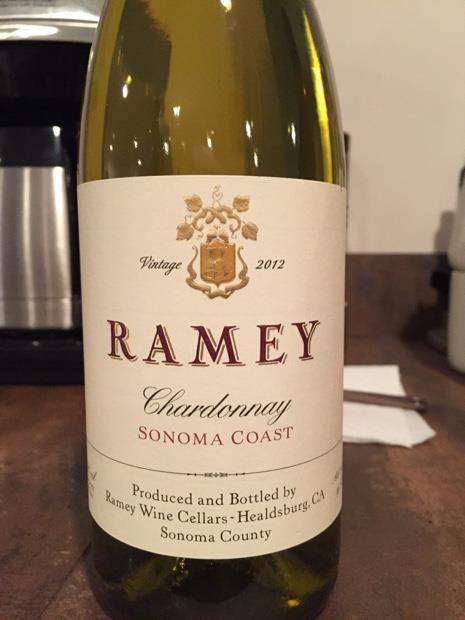 Vintage 2012
RAMEY
Chardonnay
SONOMA COAST
Produced and Bottled by
Ramey Wine Cellars-Healdsburg, CA
Sonoma County